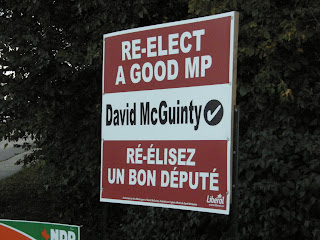 RE-ELECT
A GOOD MP
David McGuinty
RÉ-ÉLISEZ
UN BON DÉPUTÉ
Liberal
NDP